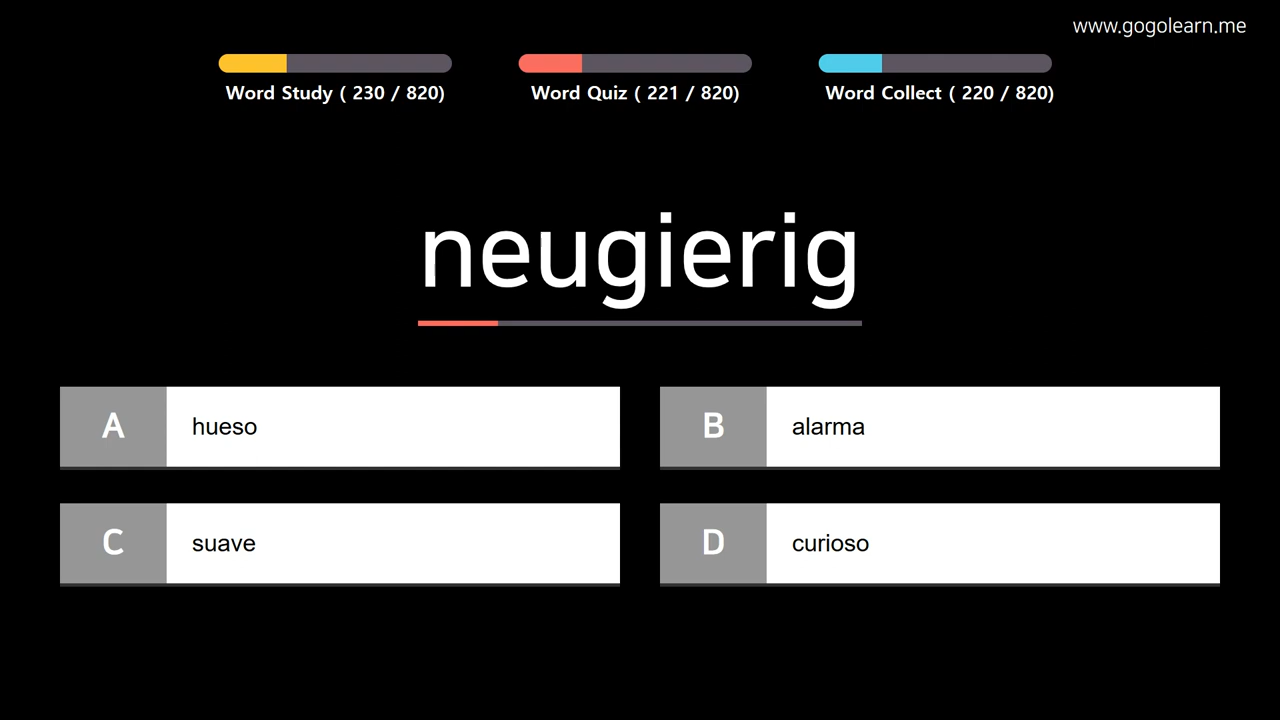 www.gogolearn.me
Word Study ( 230 / 820)
Word Quiz ( 221 / 820)
Word Collect ( 220 / 820)
neugierig
A hueso
B alarma
C suave
D curioso